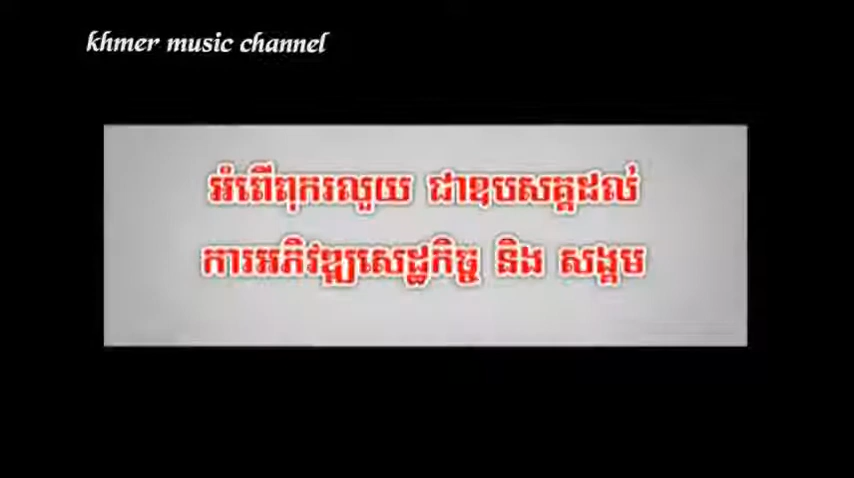 khmer music channel
អំពើពុករលួយ ជាឧបសគ្គដល់
ការអភិវឌ្ឍសេដ្ឋកិច្ច និង សង្គម